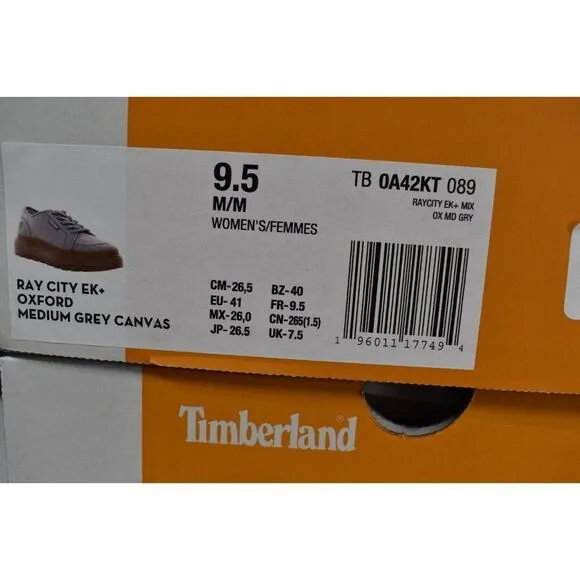 9.5
M/M
WOMEN'S/FEMMES
TB 0A42KT 089
RAYCITY EK+ MIX
OX MD GRY
RAY CITY EK+
OXFORD
MEDIUM GREY CANVAS
CM-26,5 BZ-40
EU- 41 FR-9.5
MX-26,0 CN-265(1.5)
JP-26.5 UK-7.5
1 96011 17749 4
Timberland®